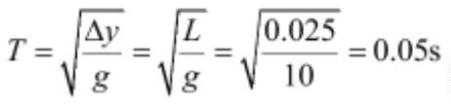 T = √(Δy/g) = √(L/g) = √(0.025/10) = 0.05s